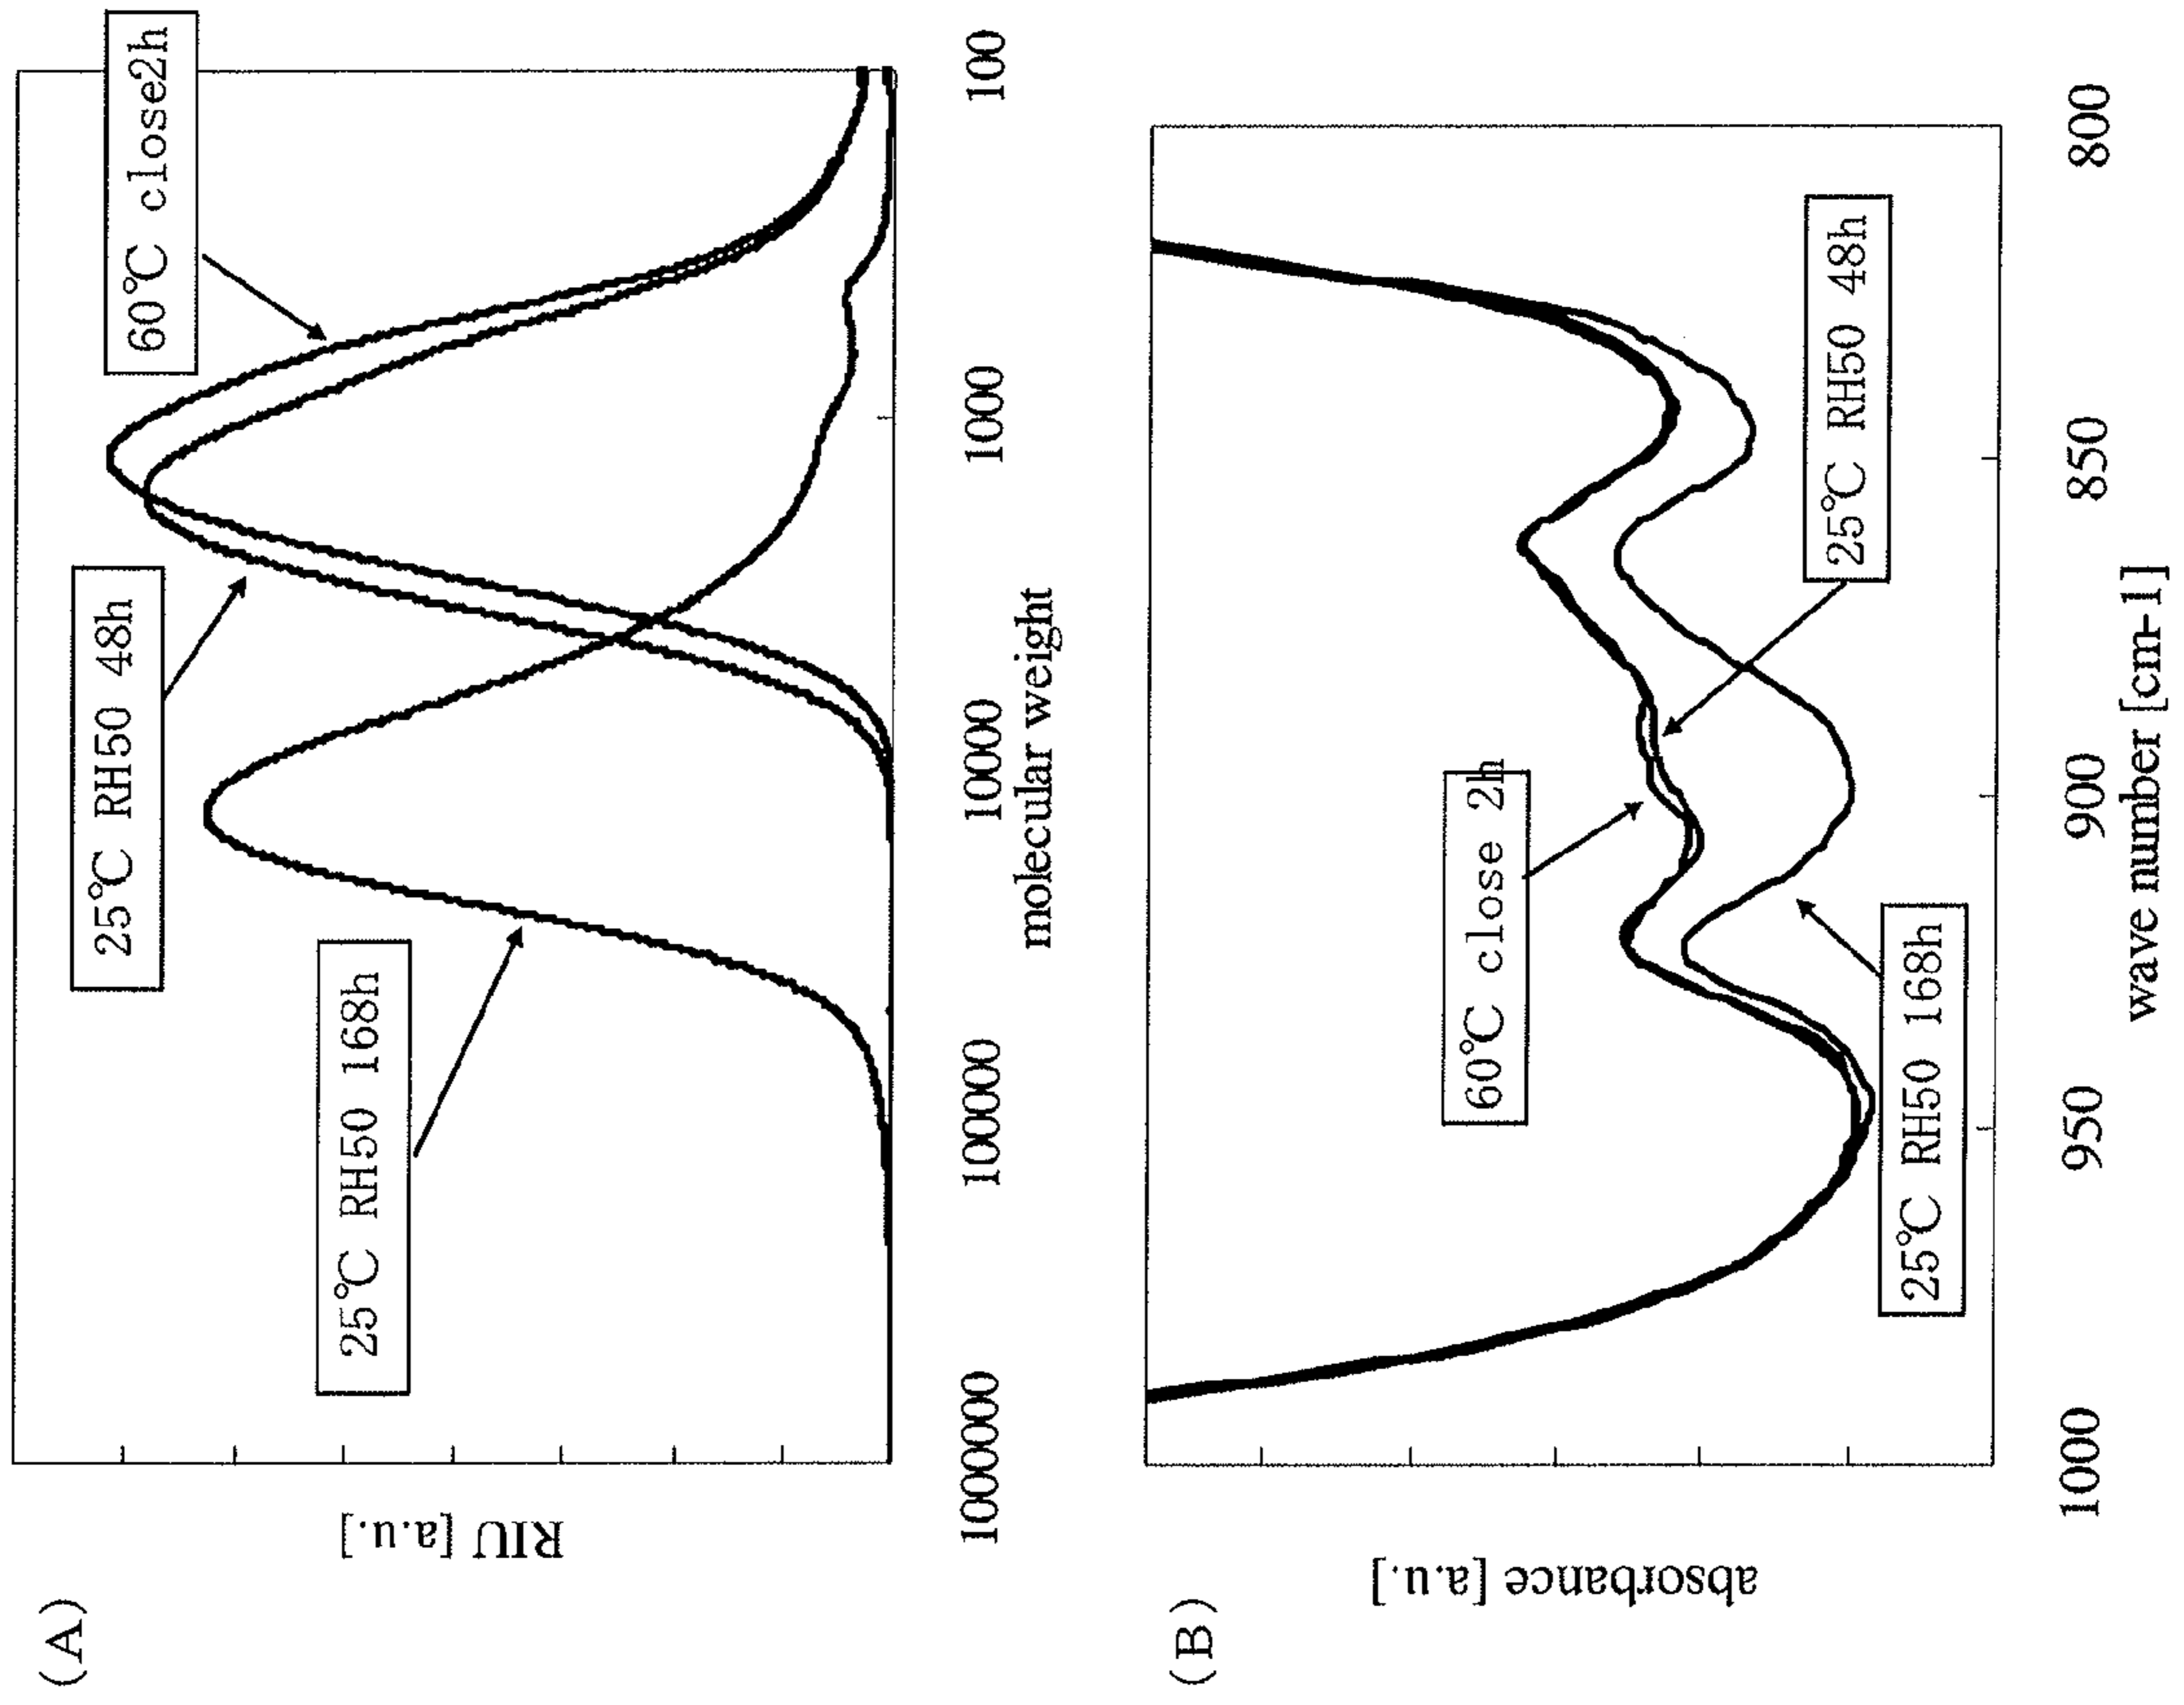 (A)
RIU [a.u.]
25℃ RH50 168h
25℃ RH50 48h
60℃ close2h
1000000
100000
10000
1000
100
molecular weight
(B)
absorbance [a.u.]
60℃ close 2h
25℃ RH50 48h
25℃ RH50 168h
1000
950
900
850
800
wave number [cm-1]